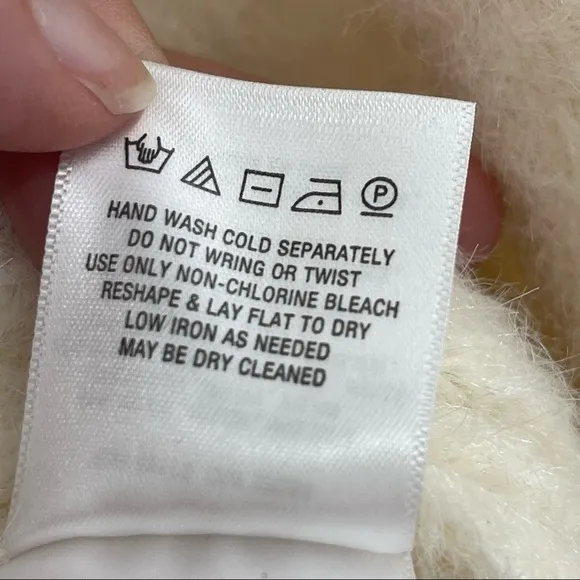 P
HAND WASH COLD SEPARATELY
DO NOT WRING OR TWIST
USE ONLY NON-CHLORINE BLEACH
RESHAPE & LAY FLAT TO DRY
LOW IRON AS NEEDED
MAY BE DRY CLEANED